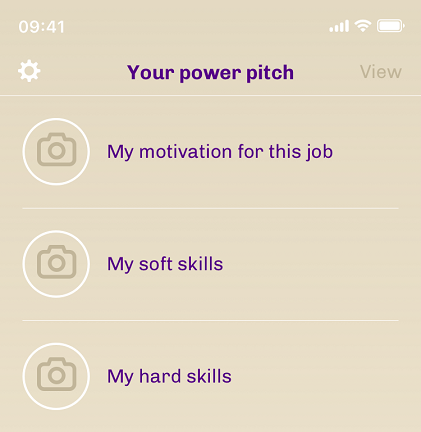 09:41
Your power pitch
View
My motivation for this job
My soft skills
My hard skills